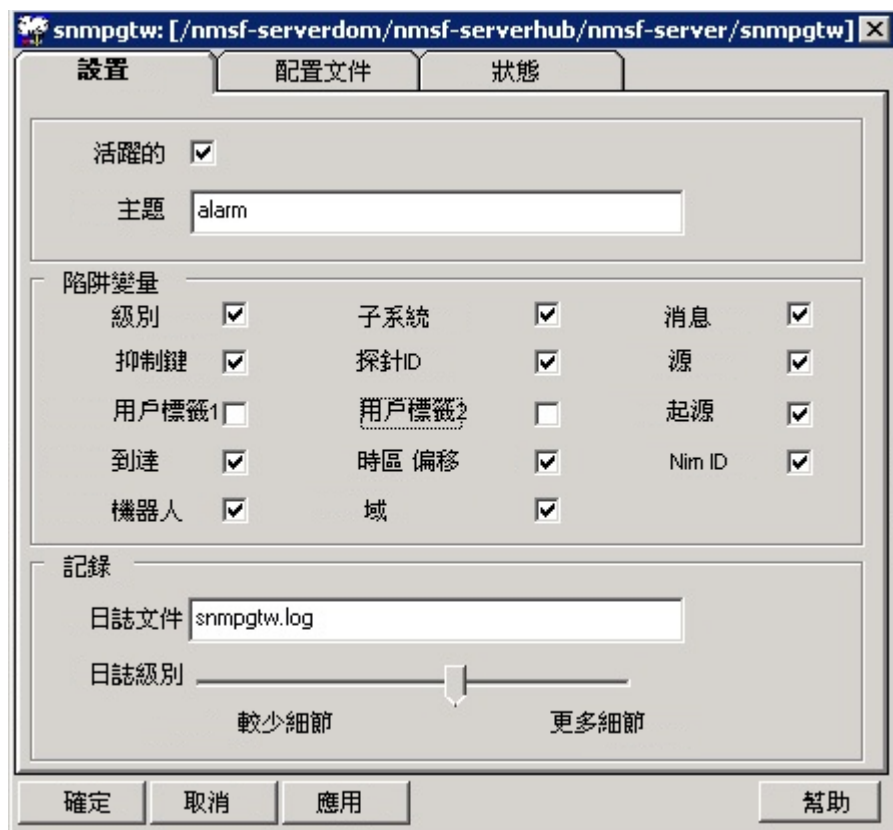 snmpgtw: [/nmsf-serverdom/nmsf-serverhub/nmsf-server/snmpgtw]
設置 配置文件 狀態
活躍的
主題 alarm
陷阱變量
級別 子系統 消息
抑制鍵 探針ID 源
用戶標籤1 用戶標籤2 起源
到達 時區 偏移 Nim ID
機器人 域
記錄
日誌文件 snmpgtw.log
日誌級別
較少細節 更多細節
確定 取消 應用 幫助